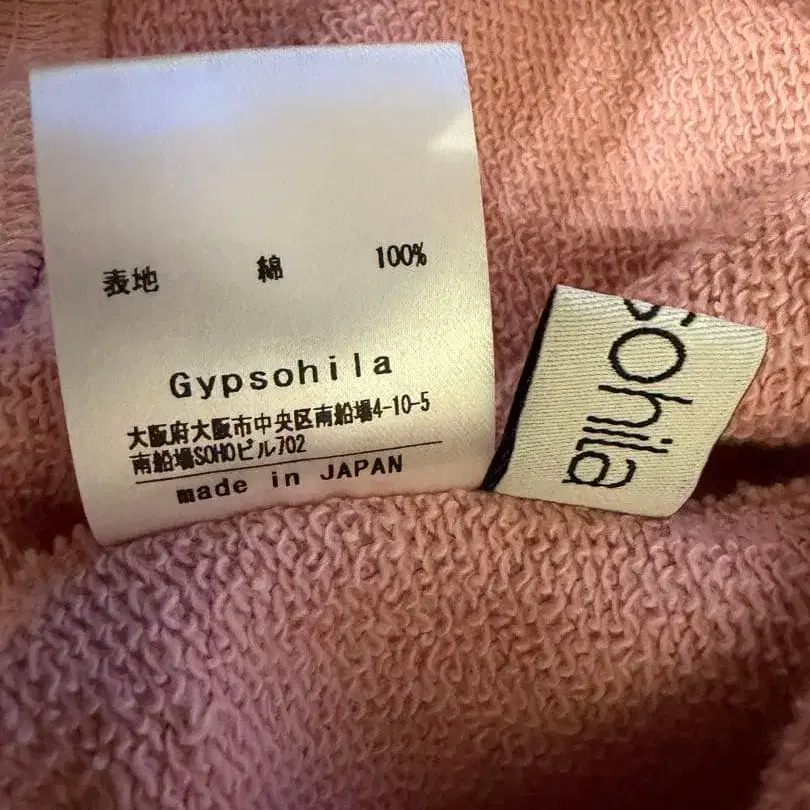 表地 綿 100%
Gypsohila
大阪府大阪市中央区南船場4-10-5
南船場SOHOビル702
made in JAPAN
sohila